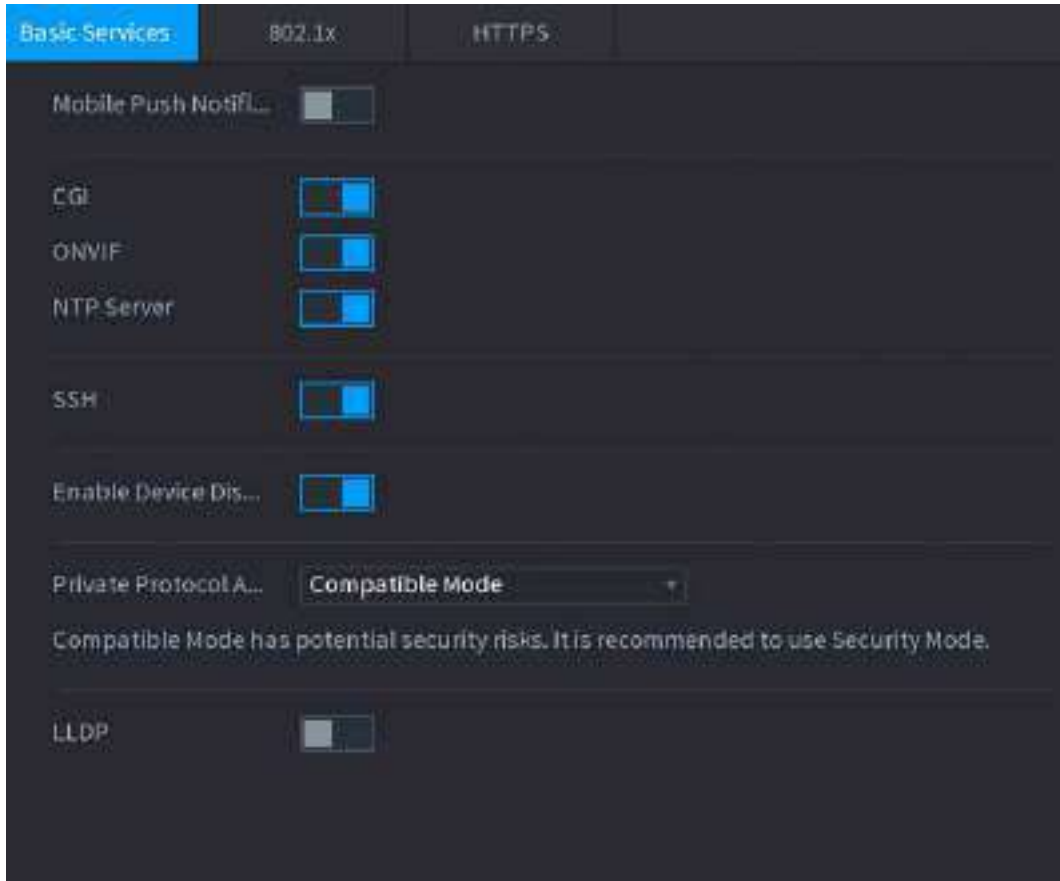 Basic Services 802.1x HTTPS
Mobile Push Notifi...
CGI
ONVIF
NTP Server
SSH
Enable Device Dis...
Private Protocol A... Compatible Mode
Compatible Mode has potential security risks. It is recommended to use Security Mode.
LLDP